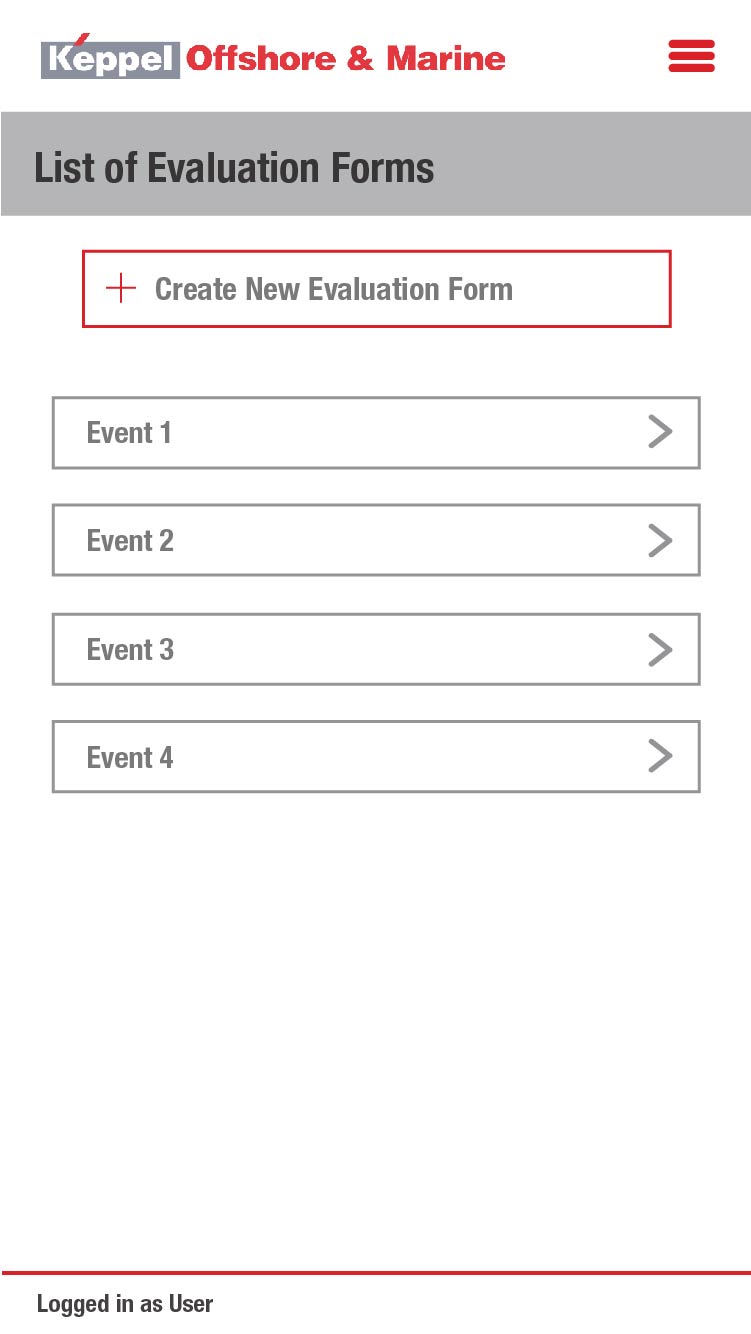 Keppel Offshore & Marine
List of Evaluation Forms
Create New Evaluation Form
Event 1
Event 2
Event 3
Event 4
Logged in as User